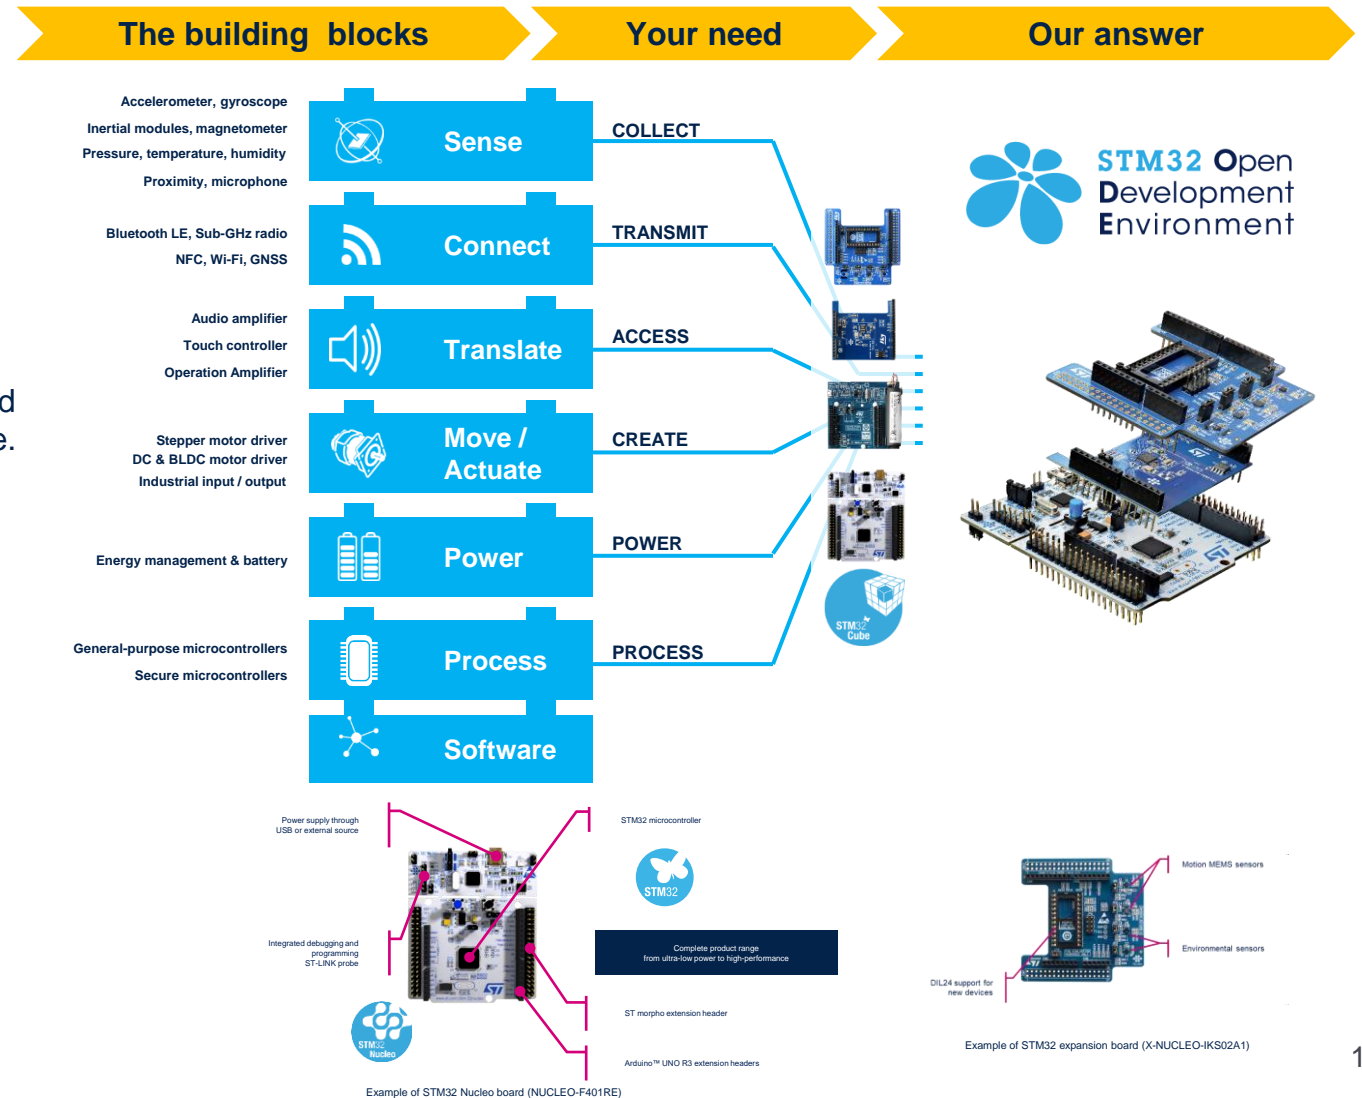 The building blocks
Your need
Our answer
Accelerometer, gyroscope
Inertial modules, magnetometer
Pressure, temperature, humidity
Proximity, microphone
Sense
COLLECT
STM32 Open
Development
Environment
Bluetooth LE, Sub-GHz radio
NFC, Wi-Fi, GNSS
Connect
TRANSMIT
Audio amplifier
Touch controller
Operation Amplifier
Translate
ACCESS
d
e.
Stepper motor driver
DC & BLDC motor driver
Industrial input / output
Move /
Actuate
CREATE
Energy management & battery
Power
POWER
STM32
Cube
General-purpose microcontrollers
Secure microcontrollers
Process
PROCESS
Software
Power supply through
USB or external source
STM32 microcontroller
STM32
Integrated debugging and
programming
ST-LINK probe
Complete product range
from ultra-low power to high-performance
ST morpho extension header
Arduino™ UNO R3 extension headers
STM32
Nucleo
Example of STM32 Nucleo board (NUCLEO-F401RE)
Motion MEMS sensors
Environmental sensors
DIL24 support for
new devices
Example of STM32 expansion board (X-NUCLEO-IKS02A1)
1